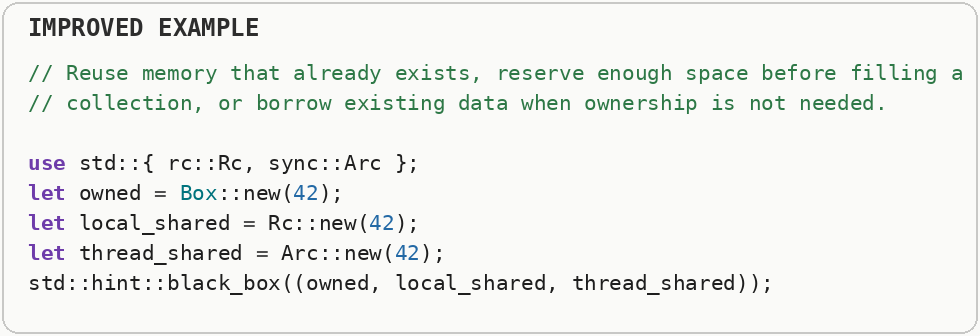 IMPROVED EXAMPLE
// Reuse memory that already exists, reserve enough space before filling a
// collection, or borrow existing data when ownership is not needed.
use std::{ rc::Rc, sync::Arc };
let owned = Box::new(42);
let local_shared = Rc::new(42);
let thread_shared = Arc::new(42);
std::hint::black_box((owned, local_shared, thread_shared));